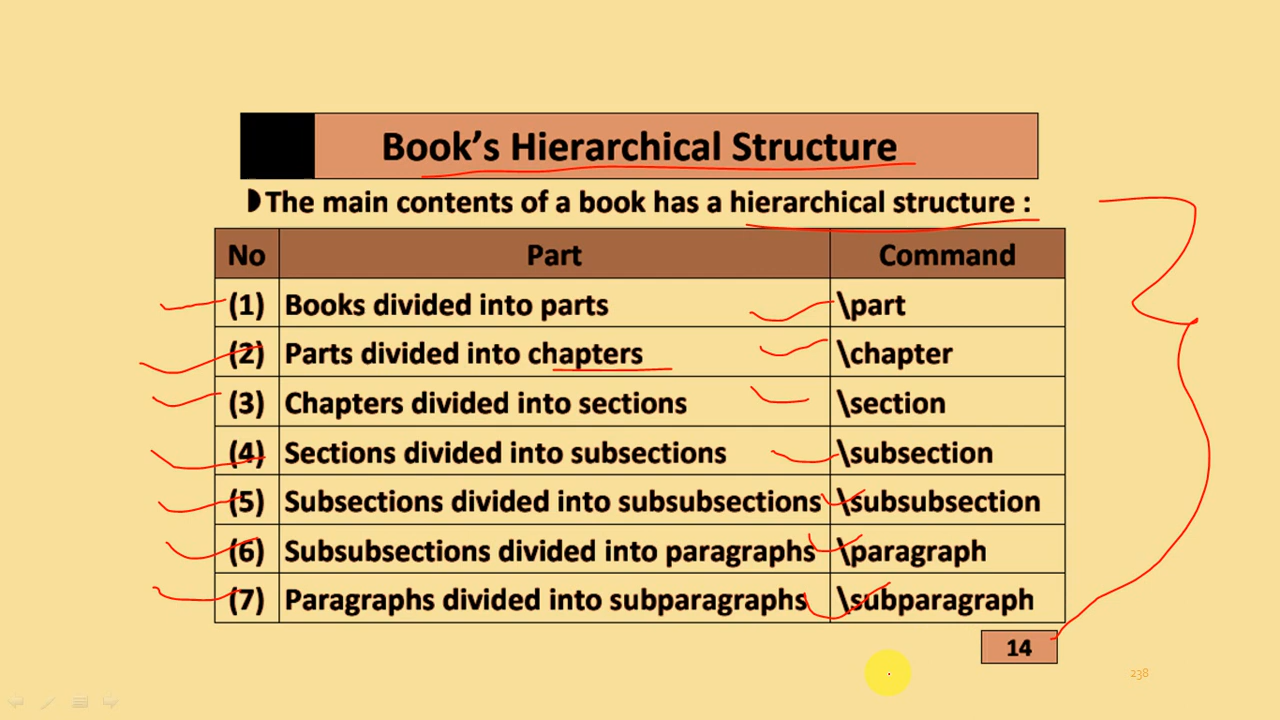 Book's Hierarchical Structure
The main contents of a book has a hierarchical structure :
No Part Command
(1) Books divided into parts \part
(2) Parts divided into chapters \chapter
(3) Chapters divided into sections \section
(4) Sections divided into subsections \subsection
(5) Subsections divided into subsubsections \subsubsection
(6) Subsubsections divided into paragraphs \paragraph
(7) Paragraphs divided into subparagraphs \subparagraph
14
238